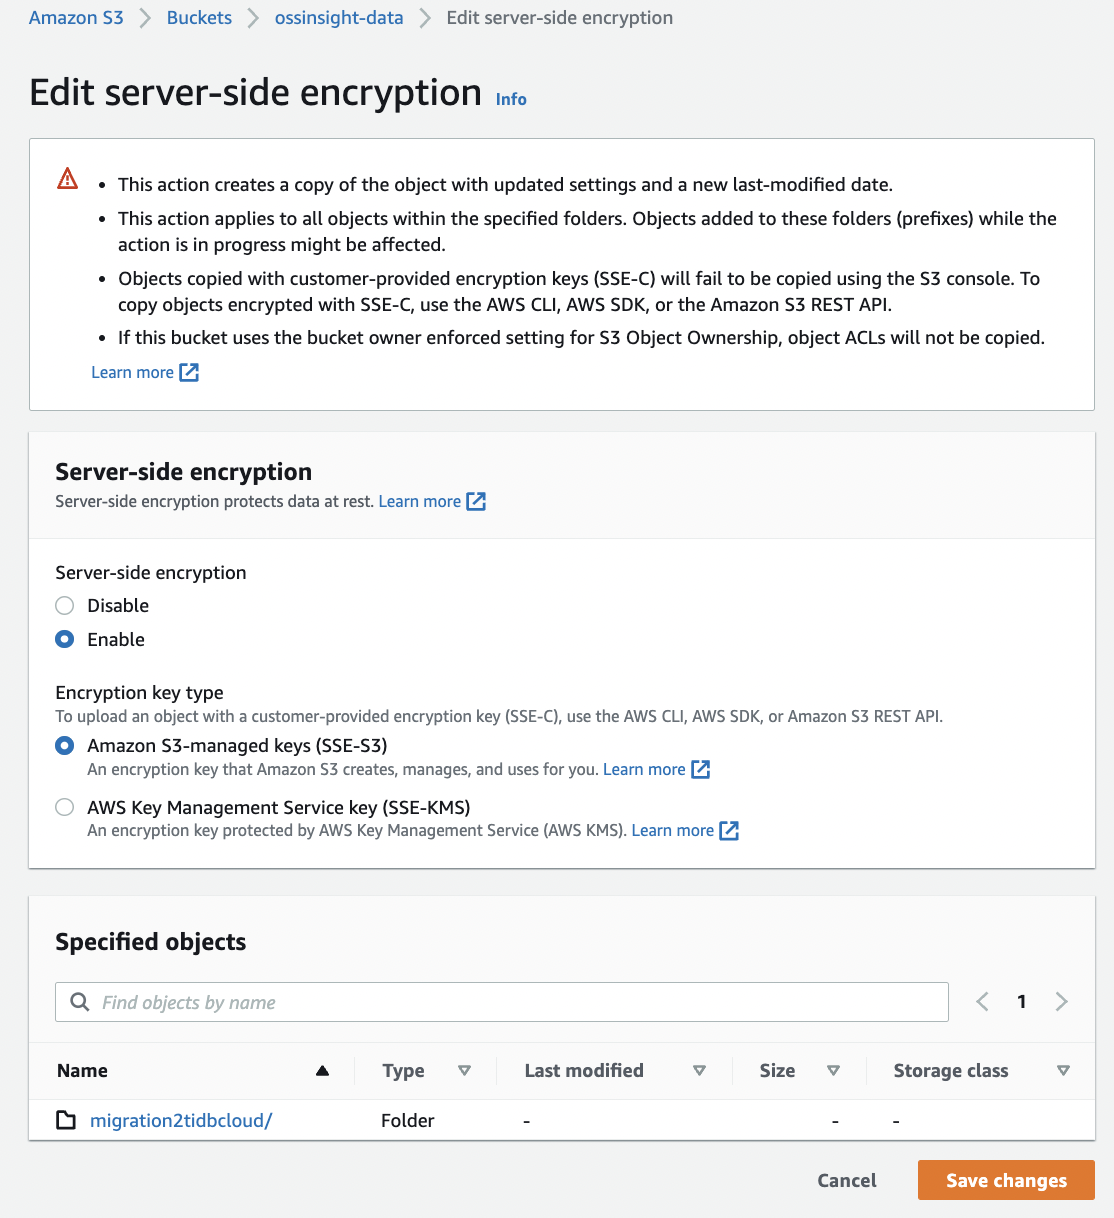 Amazon S3 > Buckets > ossinsight-data > Edit server-side encryption
Edit server-side encryption Info
• This action creates a copy of the object with updated settings and a new last-modified date.
• This action applies to all objects within the specified folders. Objects added to these folders (prefixes) while the
action is in progress might be affected.
• Objects copied with customer-provided encryption keys (SSE-C) will fail to be copied using the S3 console. To
copy objects encrypted with SSE-C, use the AWS CLI, AWS SDK, or the Amazon S3 REST API.
• If this bucket uses the bucket owner enforced setting for S3 Object Ownership, object ACLs will not be copied.
Learn more
Server-side encryption
Server-side encryption protects data at rest. Learn more
Server-side encryption
Disable
Enable
Encryption key type
To upload an object with a customer-provided encryption key (SSE-C), use the AWS CLI, AWS SDK, or Amazon S3 REST API.
Amazon S3-managed keys (SSE-S3)
An encryption key that Amazon S3 creates, manages, and uses for you. Learn more
AWS Key Management Service key (SSE-KMS)
An encryption key protected by AWS Key Management Service (AWS KMS). Learn more
Specified objects
Find objects by name < 1 >
Name Type Last modified Size Storage class
migration2tidbcloud/ Folder - - -
Cancel Save changes